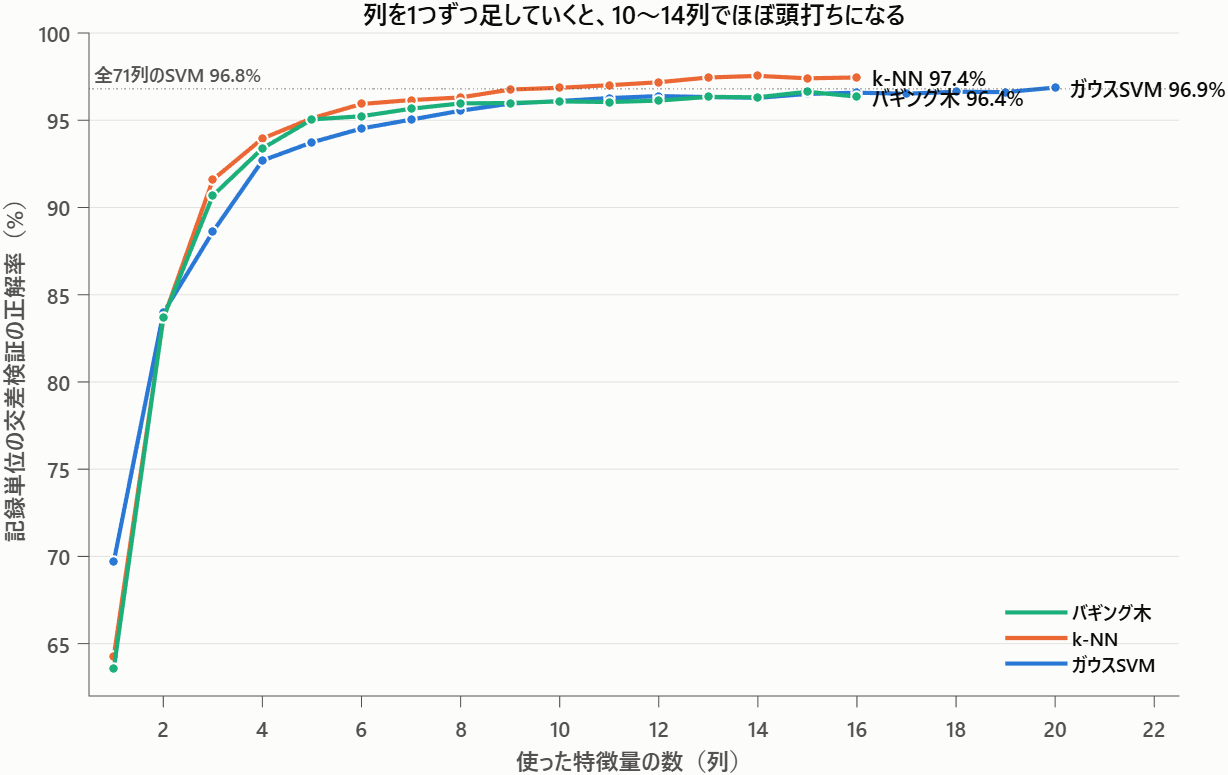 列を1つずつ足していくと、10〜14列でほぼ頭打ちになる
全71列のSVM 96.8%
k-NN 97.4%
バギング木 96.4%
ガウスSVM 96.9%
記録単位の交差検証の正解率（%）
100
95
90
85
80
75
70
65
2 4 6 8 10 12 14 16 18 20 22
使った特徴量の数（列）
バギング木
k-NN
ガウスSVM